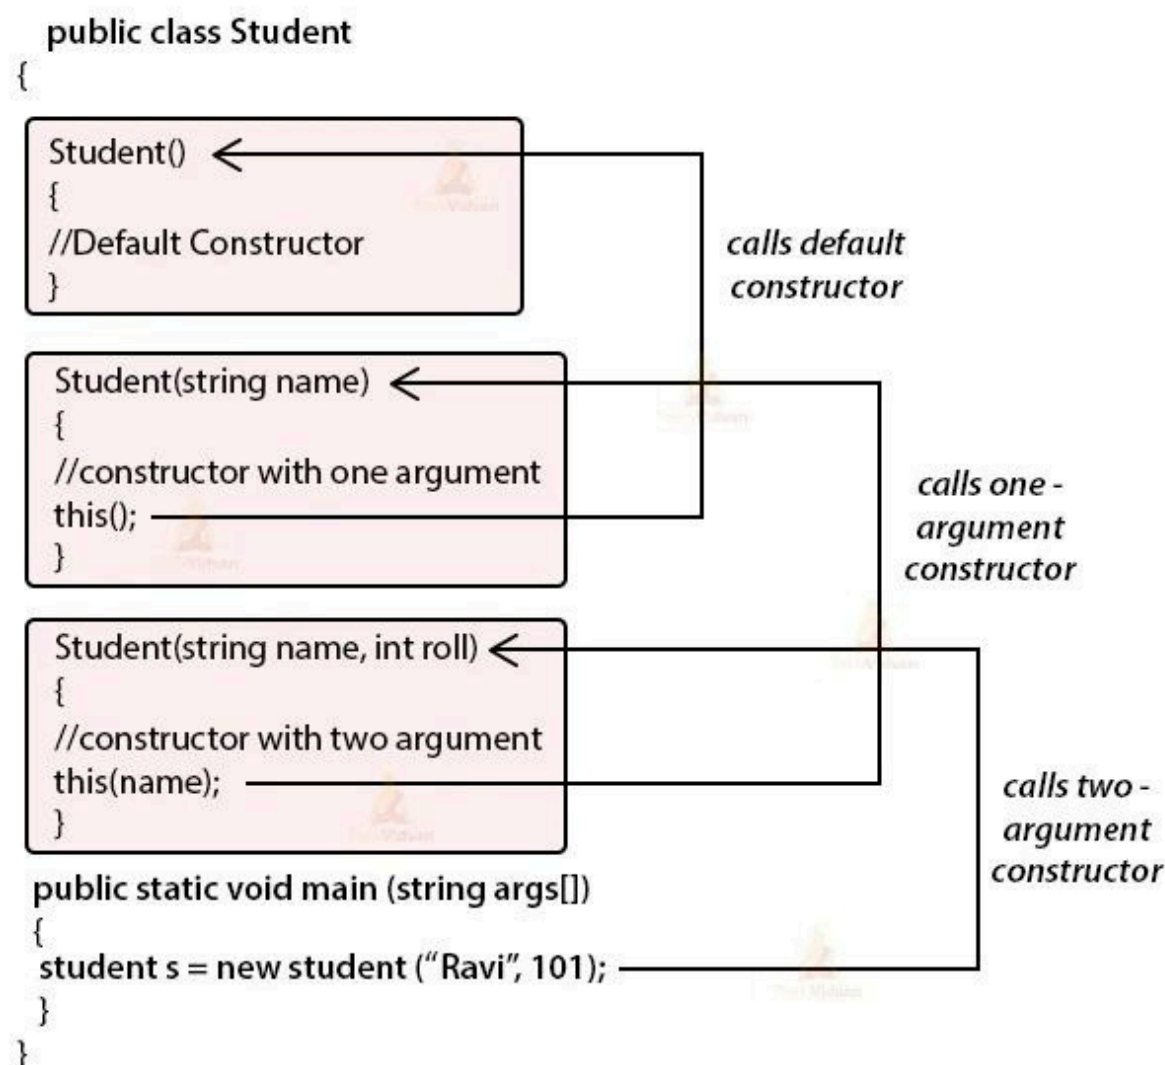 public class Student
{
Student()
{
//Default Constructor
}
calls default
constructor
Student(string name)
{
//constructor with one argument
this();
}
calls one -
argument
constructor
Student(string name, int roll)
{
//constructor with two argument
this(name);
}
calls two -
argument
constructor
public static void main (string args[])
{
student s = new student (“Ravi”, 101);
}
}